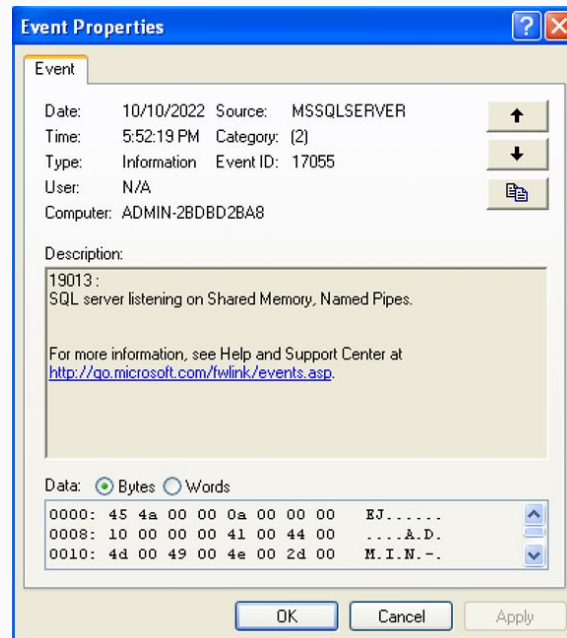 Event Properties
Event
Date: 10/10/2022 Source: MSSQLSERVER
Time: 5:52:19 PM Category: (2)
Type: Information Event ID: 17055
User: N/A
Computer: ADMIN-2BDBD2BA8
Description:
19013 :
SQL server listening on Shared Memory, Named Pipes.
For more information, see Help and Support Center at
http://go.microsoft.com/fwlink/events.asp.
Data: Bytes Words
0000: 45 4a 00 00 0a 00 00 00 EJ......
0008: 10 00 00 00 41 00 44 00 ....A.D.
0010: 4d 00 49 00 4e 00 2d 00 M.I.N.-.
OK Cancel Apply